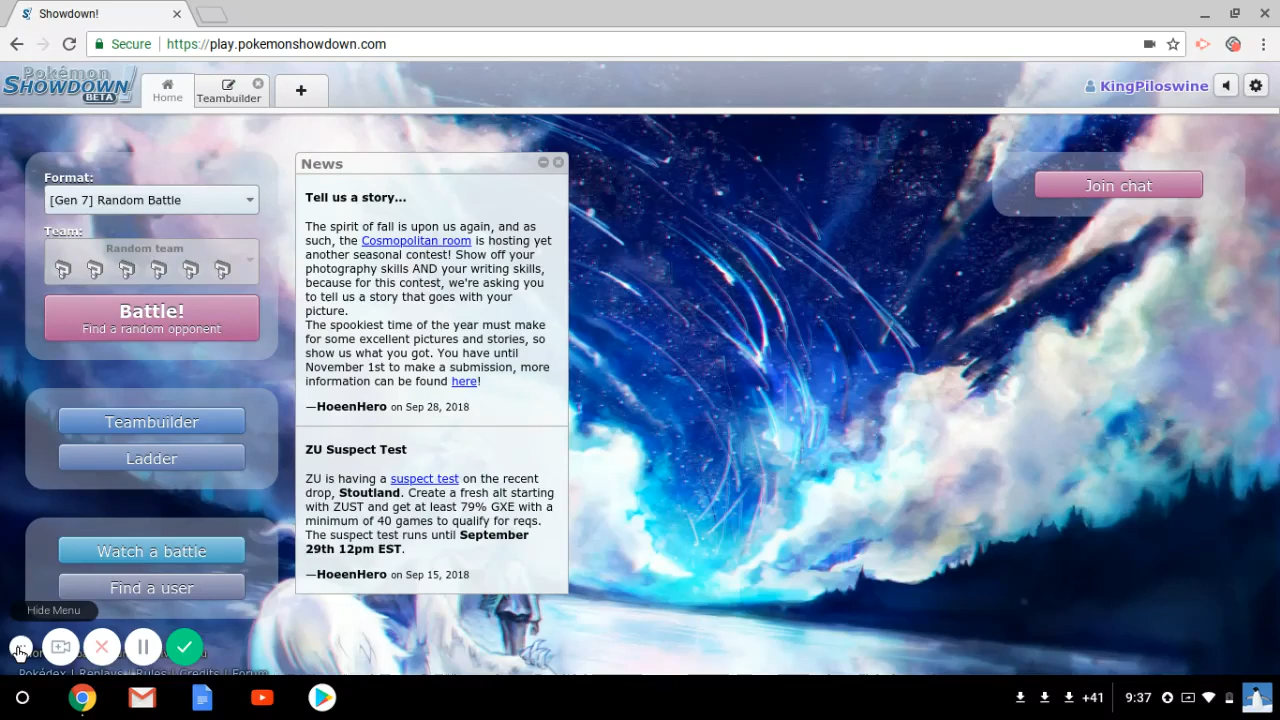 Showdown!
Secure
https://play.pokemonshowdown.com
Pokémon
SHOWDOWN!
BETA
Home
Teambuilder
KingPiloswine
Format:
[Gen 7] Random Battle
Team:
Random team
Battle!
Find a random opponent
Teambuilder
Ladder
Watch a battle
Find a user
News
Tell us a story...
The spirit of fall is upon us again, and as
such, the Cosmopolitan room is hosting yet
another seasonal contest! Show off your
photography skills AND your writing skills,
because for this contest, we're asking you
to tell us a story that goes with your
picture.
The spookiest time of the year must make
for some excellent pictures and stories, so
show us what you got. You have until
November 1st to make a submission, more
information can be found here!
—HoeenHero on Sep 28, 2018
ZU Suspect Test
ZU is having a suspect test on the recent
drop, Stoutland. Create a fresh alt starting
with ZUST and get at least 79% GXE with a
minimum of 40 games to qualify for reqs.
The suspect test runs until September
29th 12pm EST.
—HoeenHero on Sep 15, 2018
Join chat
Hide Menu
Pokédex | Replays | Rules | Credits | Forum
+41
9:37